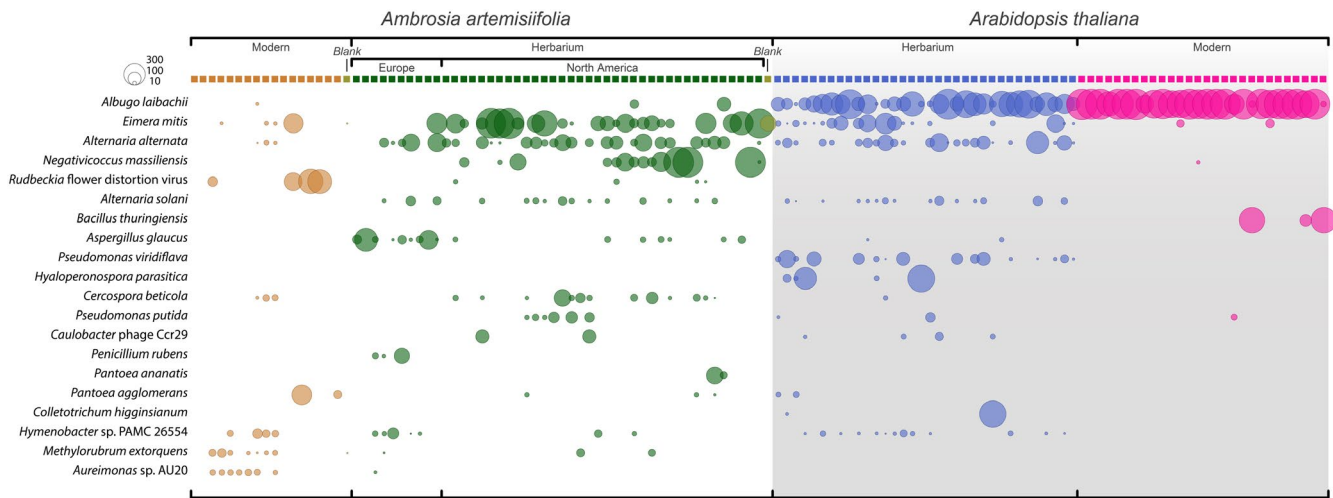 Ambrosia artemisiifolia Arabidopsis thaliana
Modern Blank Herbarium Blank Herbarium Modern
Europe North America
300
100
10
Albugo laibachii
Eimera mitis
Alternaria alternata
Negativicoccus massiliensis
Rudbeckia flower distortion virus
Alternaria solani
Bacillus thuringiensis
Aspergillus glaucus
Pseudomonas viridiflava
Hyaloperonospora parasitica
Cercospora beticola
Pseudomonas putida
Caulobacter phage Ccr29
Penicillium rubens
Pantoea ananatis
Pantoea agglomerans
Colletotrichum higginsianum
Hymenobacter sp. PAMC 26554
Methylorubrum extorquens
Aureimonas sp. AU20